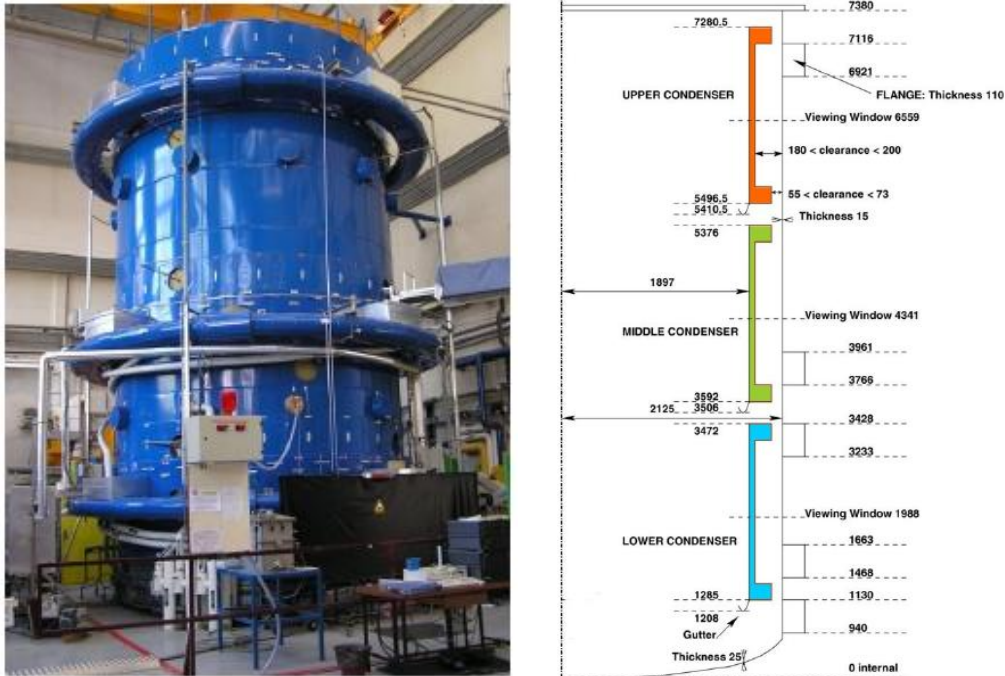 7380
7280.5
7116
6921
UPPER CONDENSER
FLANGE: Thickness 110
Viewing Window 6559
180 < clearance < 200
55 < clearance < 73
5496.5
5410.5
Thickness 15
5376
1897
Viewing Window 4341
MIDDLE CONDENSER
3961
3766
3592
2125
3506
3428
3472
3233
Viewing Window 1988
LOWER CONDENSER
1663
1468
1285
1130
1208
940
Gutter
Thickness 25
0 internal